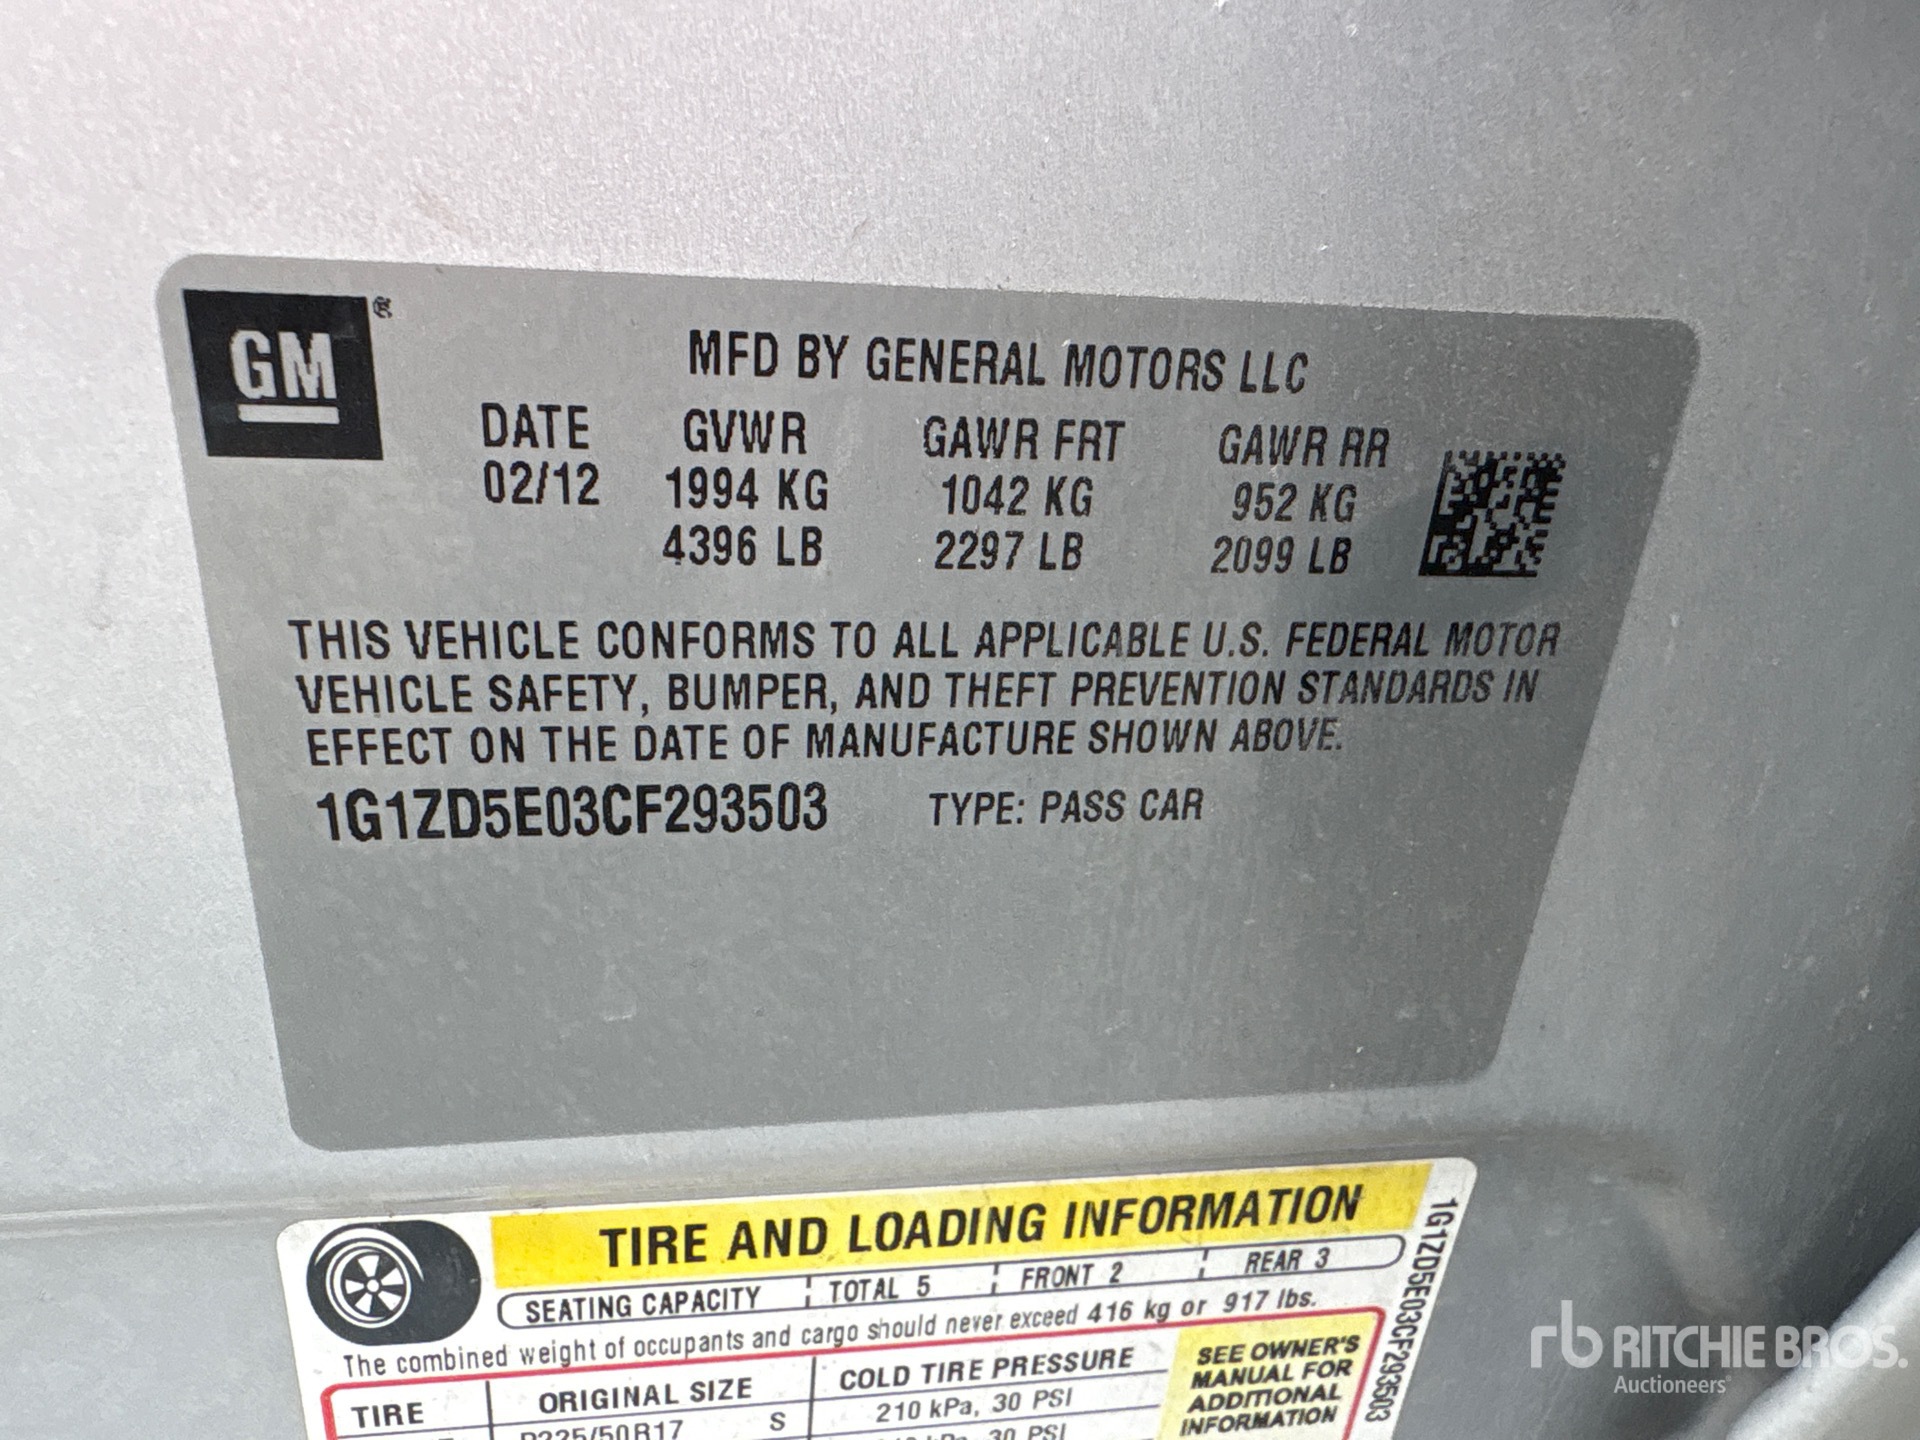 GM®
MFD BY GENERAL MOTORS LLC
DATE GVWR GAWR FRT GAWR RR
02/12 1994 KG 1042 KG 952 KG
4396 LB 2297 LB 2099 LB
THIS VEHICLE CONFORMS TO ALL APPLICABLE U.S. FEDERAL MOTOR
VEHICLE SAFETY, BUMPER, AND THEFT PREVENTION STANDARDS IN
EFFECT ON THE DATE OF MANUFACTURE SHOWN ABOVE.
1G1ZD5E03CF293503 TYPE: PASS CAR
TIRE AND LOADING INFORMATION
SEATING CAPACITY TOTAL 5 FRONT 2 REAR 3
The combined weight of occupants and cargo should never exceed 416 kg or 917 lbs.
TIRE ORIGINAL SIZE COLD TIRE PRESSURE
P225/50R17 S 210 kPa, 30 PSI
30 PSI
SEE OWNER'S
MANUAL FOR
ADDITIONAL
INFORMATION
1G1ZD5E03CF293503
rb RITCHIE BROS.
Auctioneers